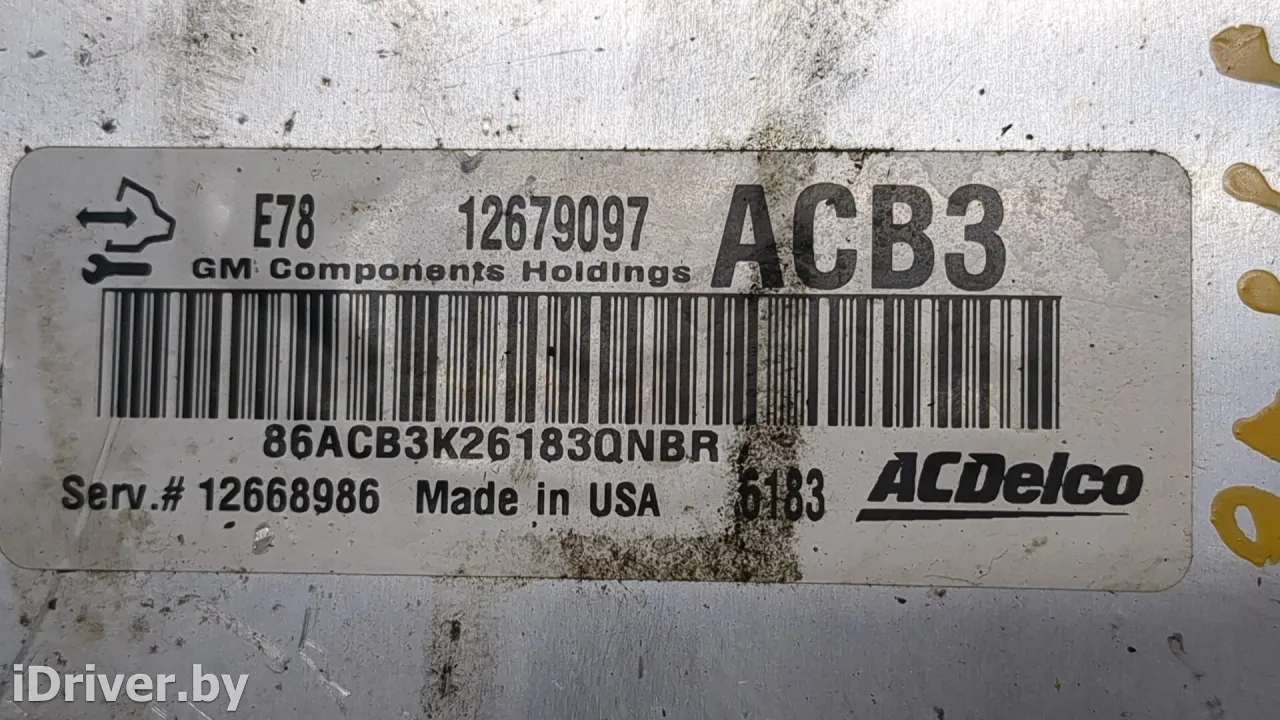 E78 12679097 ACB3
GM Components Holdings
86ACB3K26183QNBR
Serv.# 12668986 Made in USA 6183 ACDelco
iDriver.by